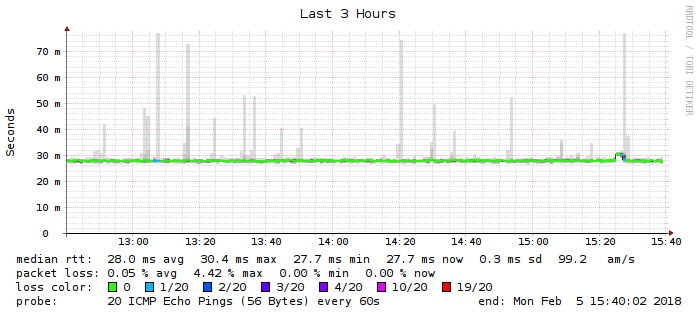 Last 3 Hours
RRDTOOL / TOBI OETIKER
Seconds
70 m
60 m
50 m
40 m
30 m
20 m
10 m
0
13:00 13:20 13:40 14:00 14:20 14:40 15:00 15:20 15:40
median rtt: 28.0 ms avg 30.4 ms max 27.7 ms min 27.7 ms now 0.3 ms sd 99.2 am/s
packet loss: 0.05 % avg 4.42 % max 0.00 % min 0.00 % now
loss color: 0 1/20 2/20 3/20 4/20 10/20 19/20
probe: 20 ICMP Echo Pings (56 Bytes) every 60s end: Mon Feb 5 15:40:02 2018